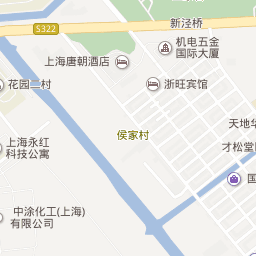 新泾桥
S322
机电五金
国际大厦
上海唐朝酒店
花园二村
浙旺宾馆
天地华
侯家村
才松堂
上海永红
科技公寓
国
中涂化工(上海)
有限公司